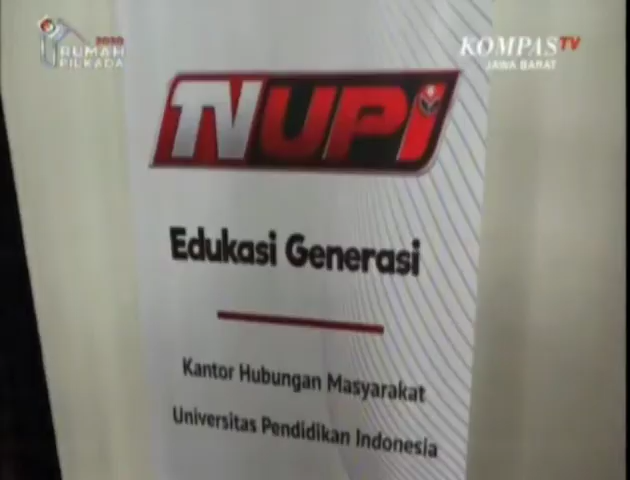 2020
RUMAH
PILKADA
KOMPASTV
JAWA BARAT
TVUPI
Edukasi Generasi
Kantor Hubungan Masyarakat
Universitas Pendidikan Indonesia